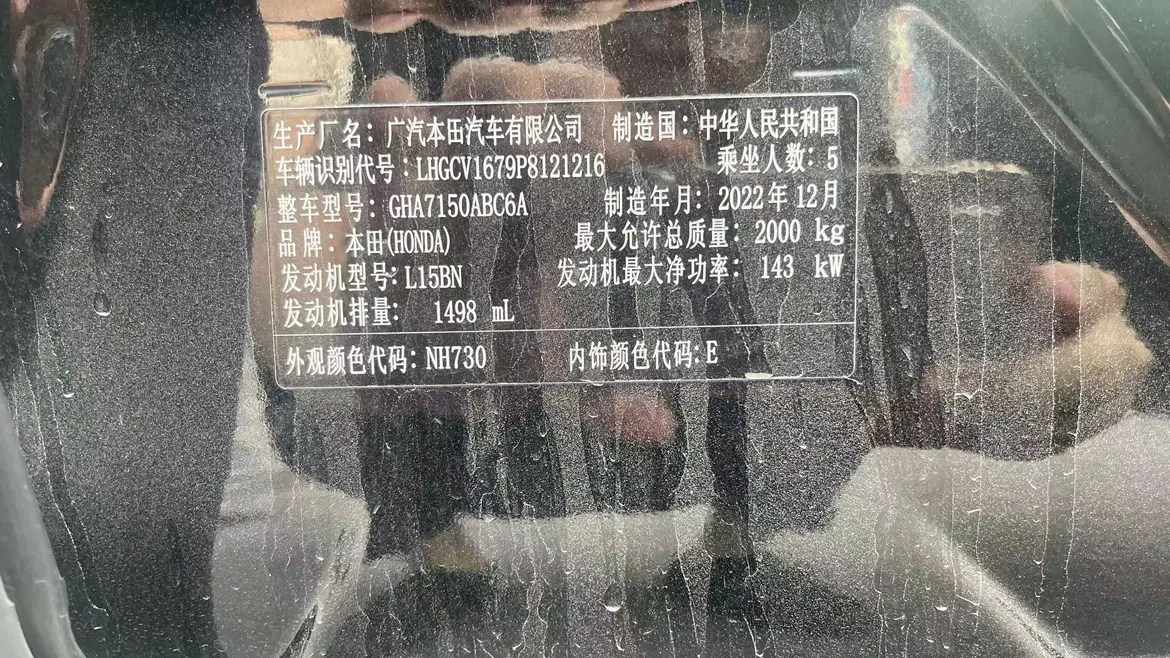 生产厂名：广汽本田汽车有限公司 制造国：中华人民共和国
车辆识别代号：LHGCV1679P8121216 乘坐人数：5
整车型号：GHA7150ABC6A 制造年月：2022年12月
品牌：本田(HONDA) 最大允许总质量：2000 kg
发动机型号：L15BN 发动机最大净功率：143 kW
发动机排量：1498 mL
外观颜色代码：NH730 内饰颜色代码：E